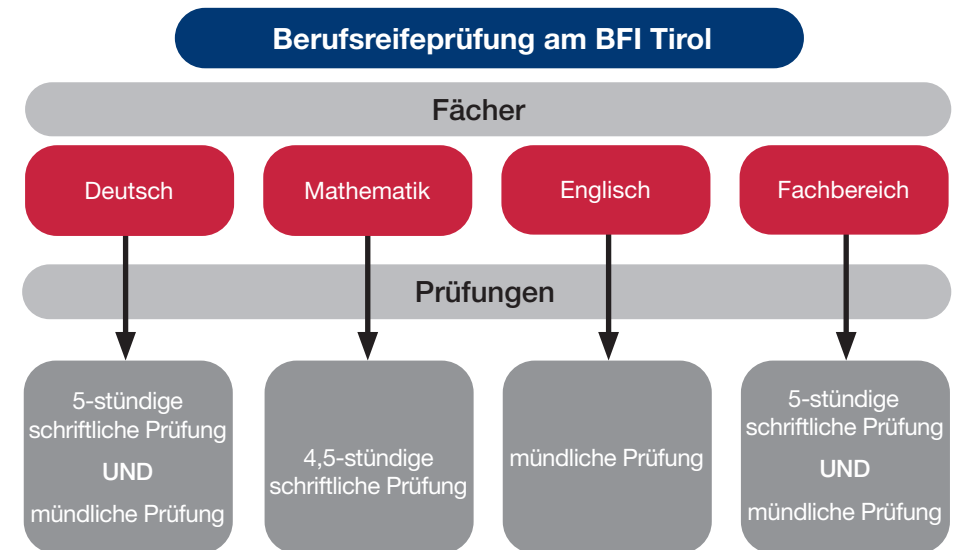 Berufsreifeprüfung am BFI Tirol
Fächer
Deutsch
Mathematik
Englisch
Fachbereich
Prüfungen
5-stündige
schriftliche Prüfung
UND
mündliche Prüfung
4,5-stündige
schriftliche Prüfung
mündliche Prüfung
5-stündige
schriftliche Prüfung
UND
mündliche Prüfung